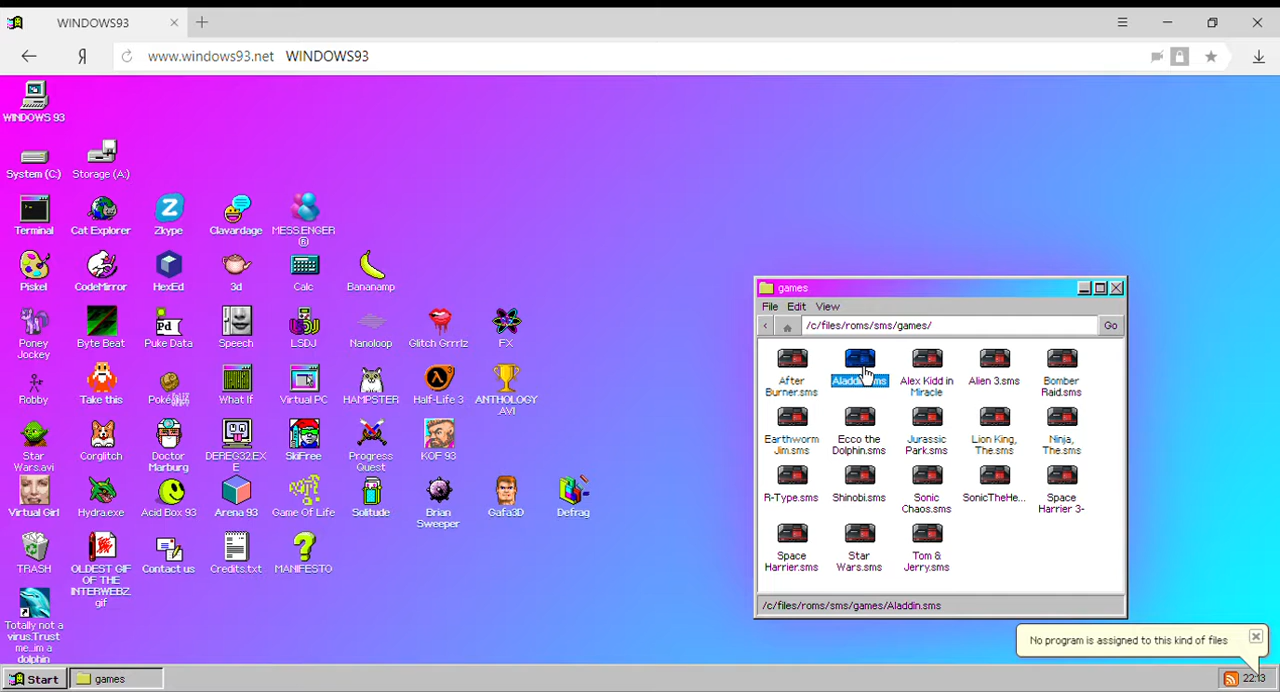 WINDOWS93
www.windows93.net WINDOWS93
WINDOWS 93
System (C:)
Storage (A:)
Terminal
Cat Explorer
Zkype
Clavardage
MESSENGER
®
Piskel
CodeMirror
HexEd
3d
Calc
Bananamp
Poney
Jockey
Byte Beat
Puke Data
Speech
LSDJ
Nanoloop
Glitch Grrrlz
FX
Robby
Take this
What If
Virtual PC
HAMPSTER
Half-Life 3
ANTHOLOGY
.AVI
Star
Wars.avi
Corglitch
Doctor
Marburg
DEREG32.EX
E
SkiFree
Progress
Quest
KOF 93
Virtual Girl
Hydra.exe
Acid Box 93
Arena 93
Game Of Life
Solitude
Brian
Sweeper
Gafa3D
Defrag
TRASH
OLDEST GIF
OF THE
INTERWEBZ.
gif
Contact us
Credits.txt
MANIFESTO
Totally not a
virus.Trust
me..im a
dolphin
games
File Edit View
/c/files/roms/sms/games/
Go
After
Burner.sms
Alex Kidd in
Miracle
Alien 3.sms
Bomber
Raid.sms
Earthworm
Jim.sms
Ecco the
Dolphin.sms
Jurassic
Park.sms
Lion King,
The.sms
Ninja,
The.sms
R-Type.sms
Shinobi.sms
Sonic
Chaos.sms
SonicTheHe...
Space
Harrier 3-
Space
Harrier.sms
Star
Wars.sms
Tom &
Jerry.sms
/c/files/roms/sms/games/Aladdin.sms
No program is assigned to this kind of files
Start
games
22:13